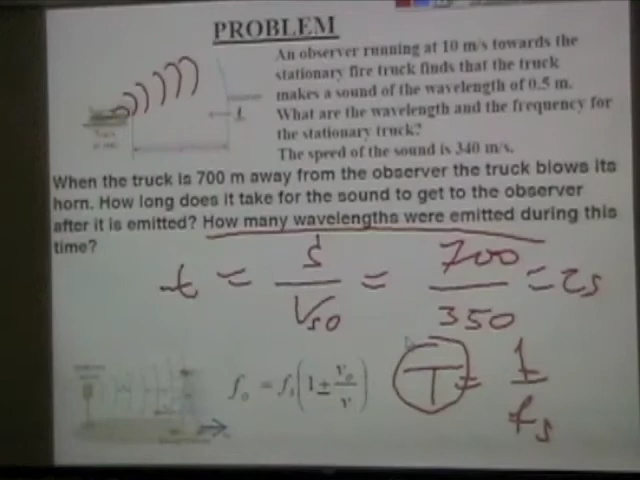 PROBLEM
An observer running at 10 m/s towards the
stationary fire truck finds that the truck
makes a sound of the wavelength of 0.5 m.
What are the wavelength and the frequency for
the stationary truck?
The speed of the sound is 340 m/s.
When the truck is 700 m away from the observer the truck blows its
horn. How long does it take for the sound to get to the observer
after it is emitted? How many wavelengths were emitted during this
time?
t = S / V so = 700 / 350 = 2s
f o = f s ( 1 ± v o / v )
T = 1 / f s